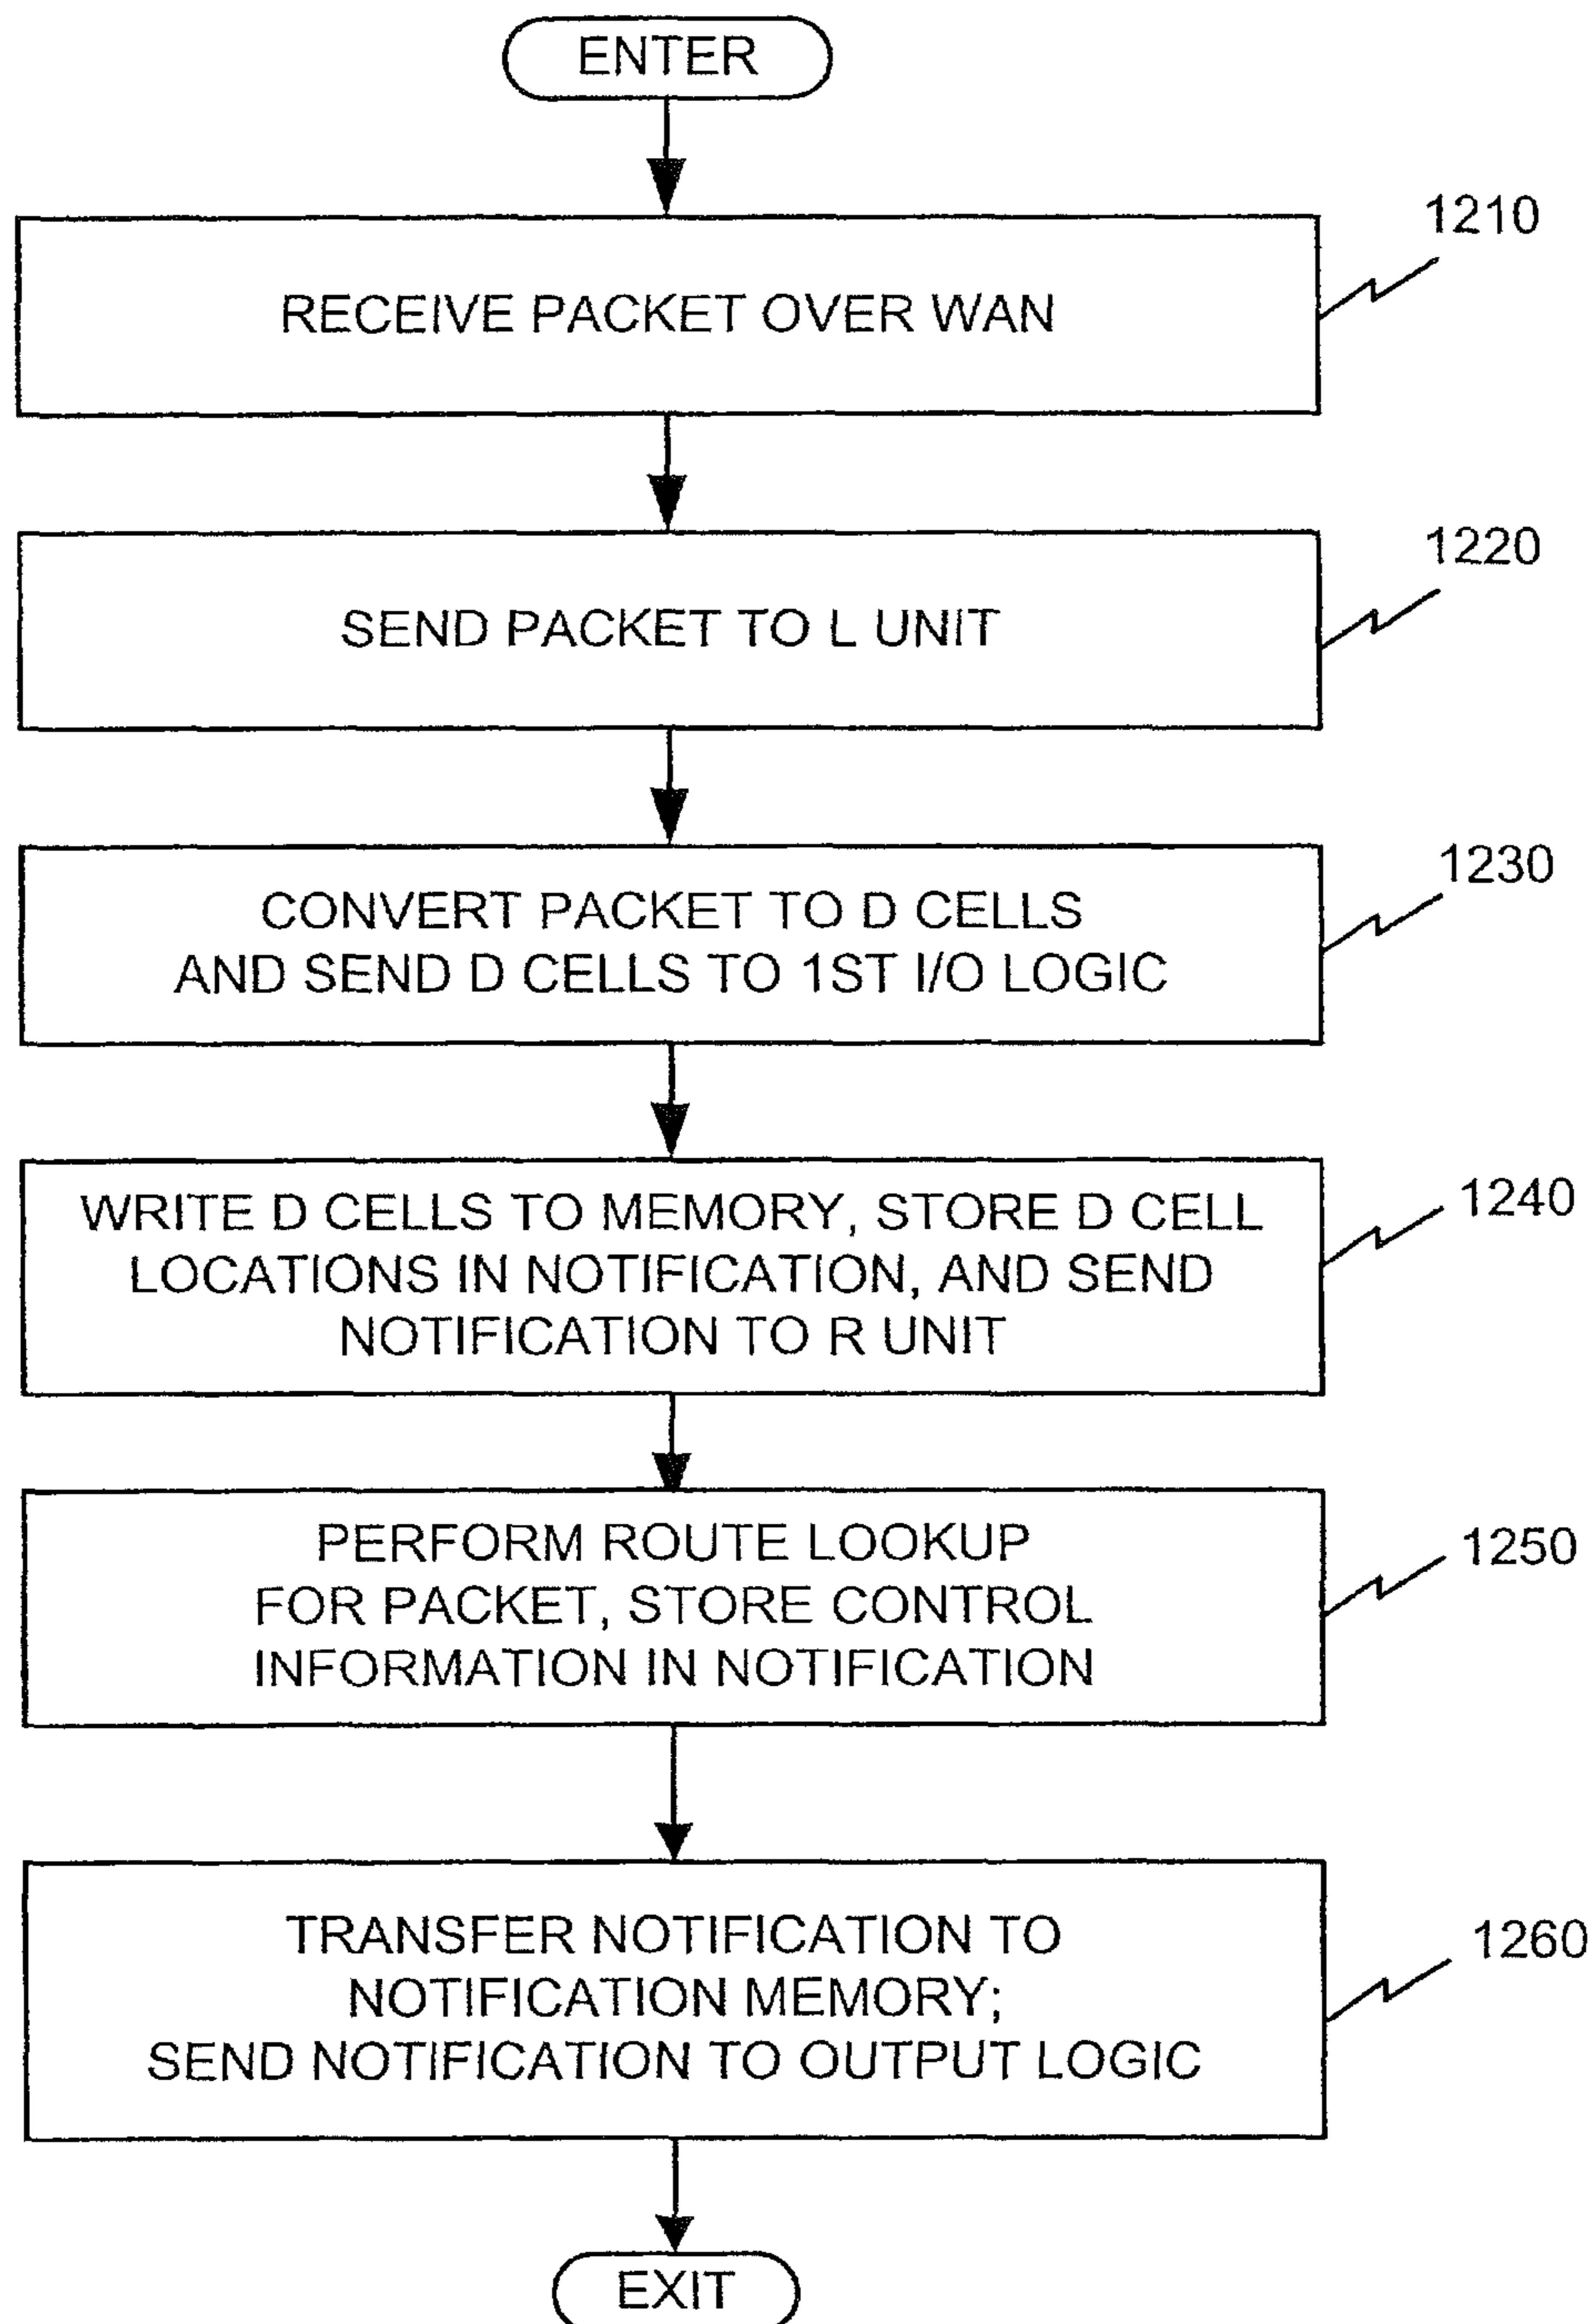 ENTER
1210
RECEIVE PACKET OVER WAN
1220
SEND PACKET TO L UNIT
1230
CONVERT PACKET TO D CELLS
AND SEND D CELLS TO 1ST I/O LOGIC
1240
WRITE D CELLS TO MEMORY, STORE D CELL
LOCATIONS IN NOTIFICATION, AND SEND
NOTIFICATION TO R UNIT
1250
PERFORM ROUTE LOOKUP
FOR PACKET, STORE CONTROL
INFORMATION IN NOTIFICATION
1260
TRANSFER NOTIFICATION TO
NOTIFICATION MEMORY;
SEND NOTIFICATION TO OUTPUT LOGIC
EXIT